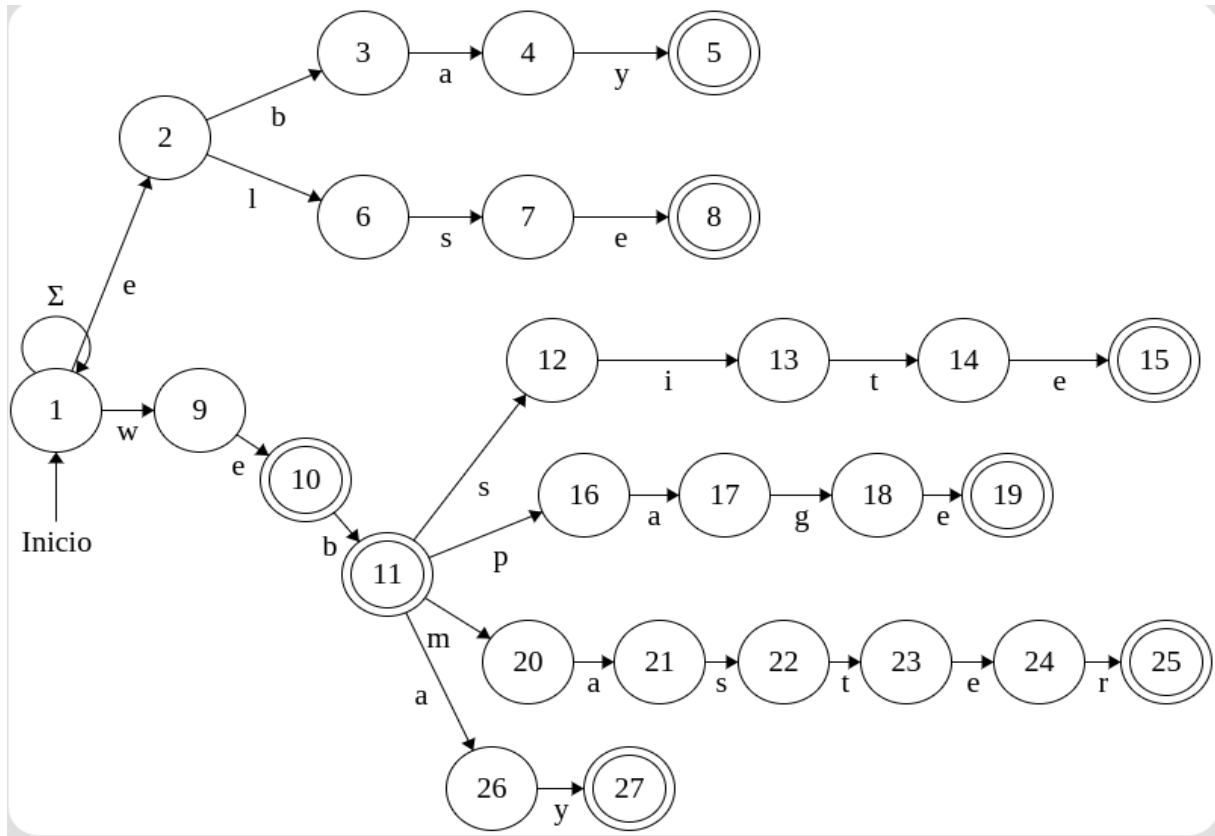 3 a 4 y 5
b
2
l
6 s 7 e 8
e
Σ
12 i 13 t 14 e 15
1 w 9
e 10
s
16 a 17 g 18 e 19
p
Inicio
b 11
m
20 a 21 s 22 t 23 e 24 r 25
a
26 y 27